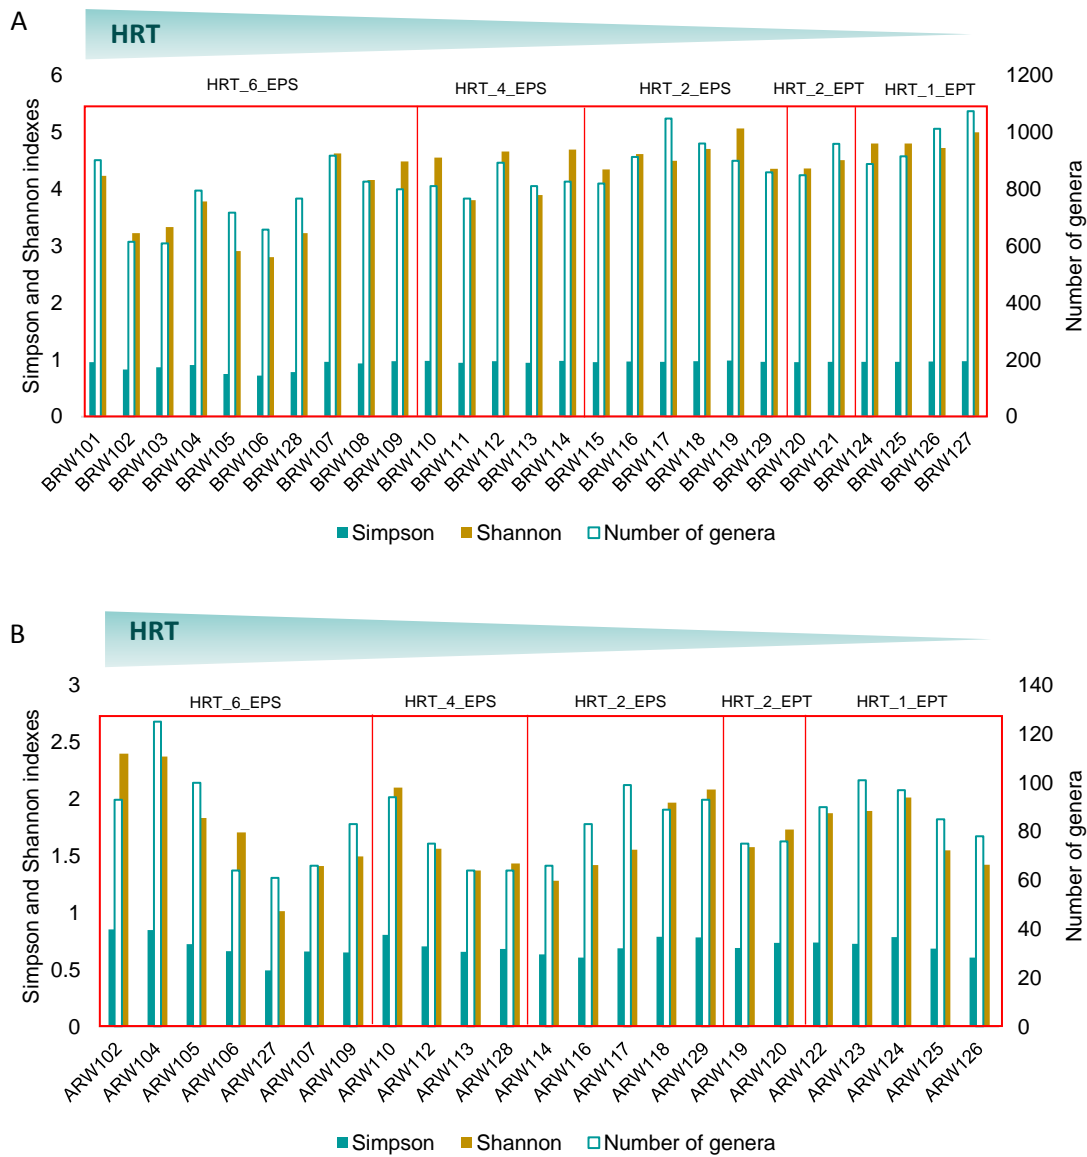 A
HRT
HRT_6_EPS HRT_4_EPS HRT_2_EPS HRT_2_EPT HRT_1_EPT
Simpson and Shannon indexes
6
5
4
3
2
1
0
1200
1000
800
600
400
200
0
Number of genera
BRW101 BRW102 BRW103 BRW104 BRW105 BRW106 BRW128 BRW107 BRW108 BRW109 BRW110 BRW111 BRW112 BRW113 BRW114 BRW115 BRW116 BRW117 BRW118 BRW119 BRW129 BRW120 BRW121 BRW124 BRW125 BRW126 BRW127
Simpson Shannon Number of genera
B
HRT
HRT_6_EPS HRT_4_EPS HRT_2_EPS HRT_2_EPT HRT_1_EPT
Simpson and Shannon indexes
3
2.5
2
1.5
1
0.5
0
140
120
100
80
60
40
20
0
Number of genera
ARW102 ARW104 ARW105 ARW106 ARW127 ARW107 ARW109 ARW110 ARW112 ARW113 ARW128 ARW114 ARW116 ARW117 ARW118 ARW129 ARW119 ARW120 ARW122 ARW123 ARW124 ARW125 ARW126
Simpson Shannon Number of genera